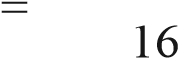 =
16